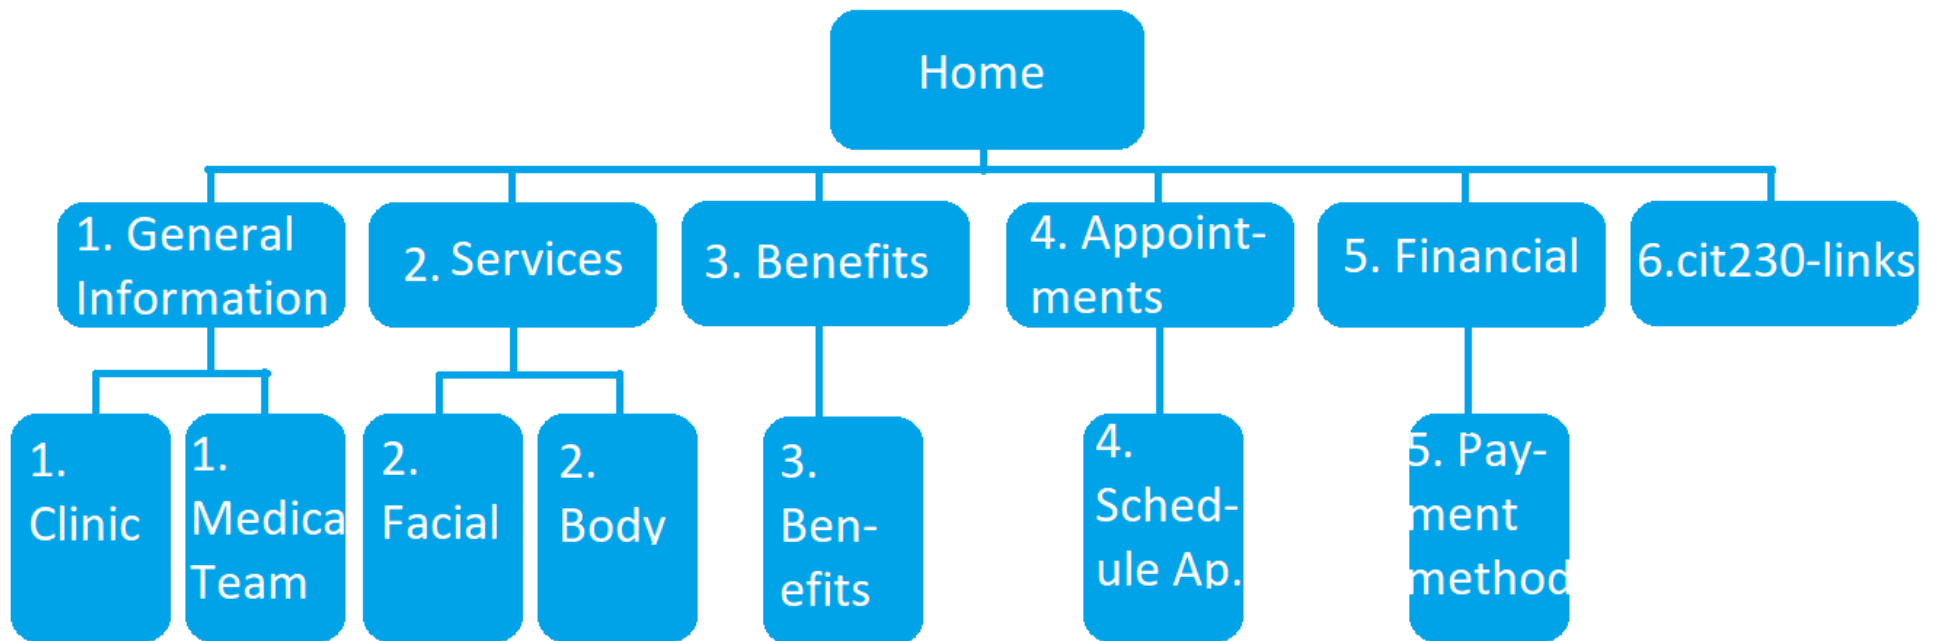 Home
1. General
Information
2. Services
3. Benefits
4. Appoint-
ments
5. Financial
6.cit230-links
1.
Clinic
1.
Medica
Team
2.
Facial
2.
Body
3.
Ben-
efits
4.
Sched-
ule Ap.
5. Pay-
ment
method